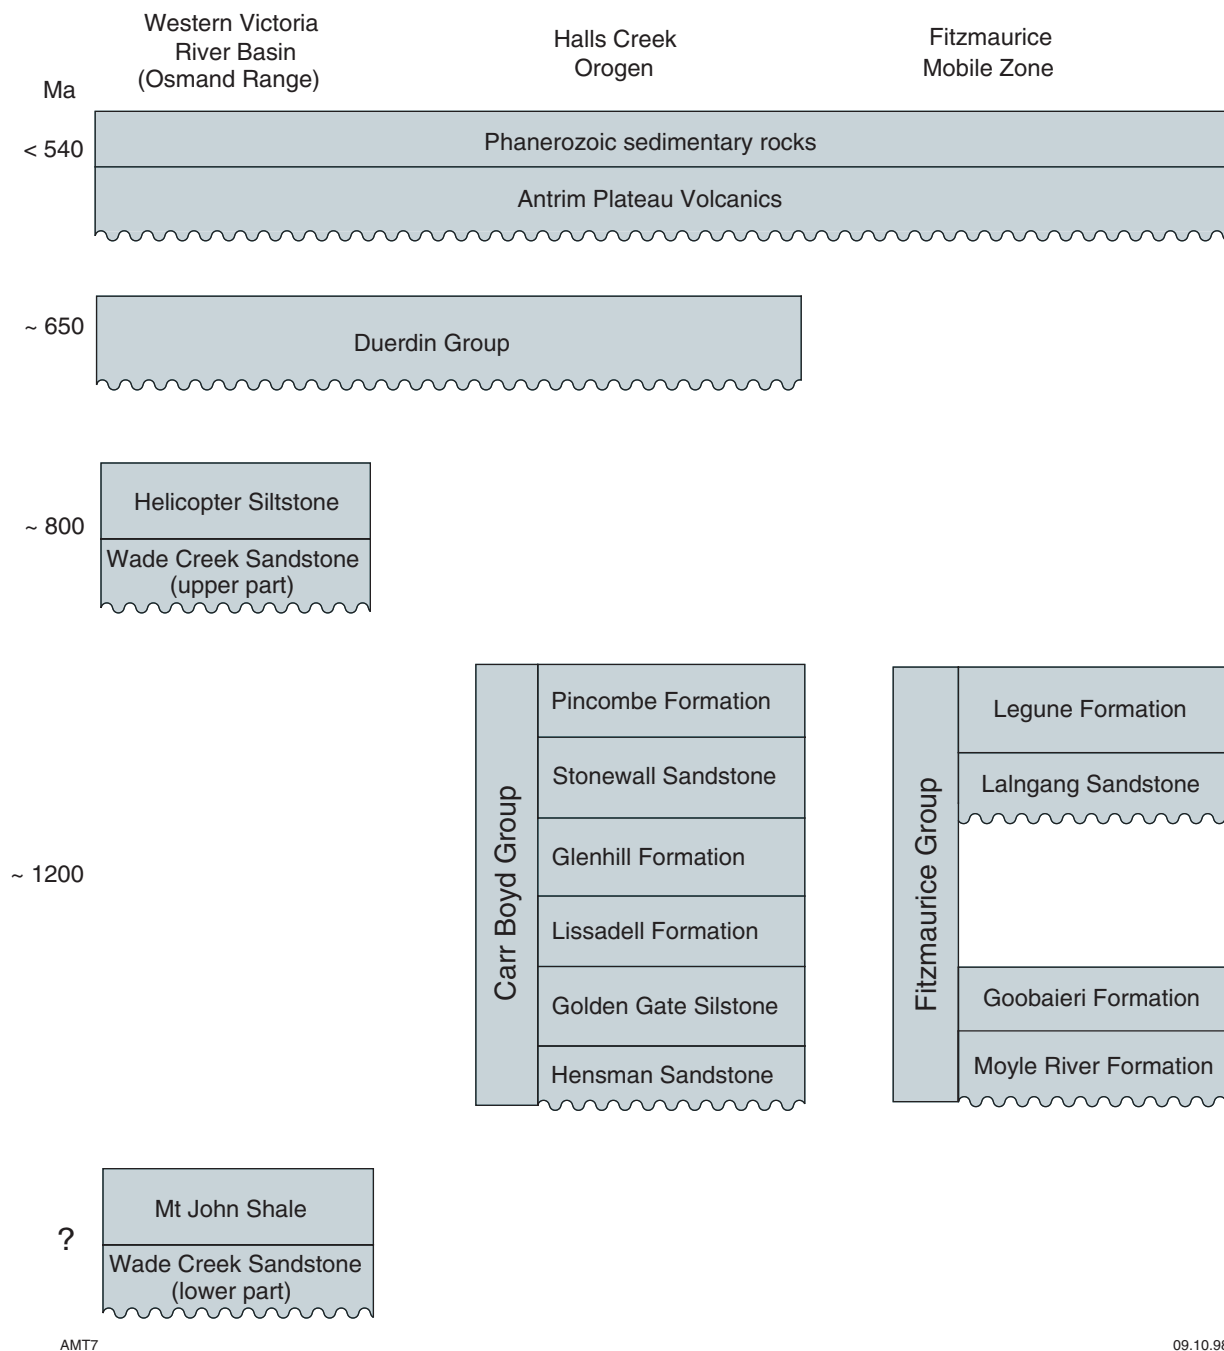 Western Victoria
River Basin
(Osmand Range)
Halls Creek
Orogen
Fitzmaurice
Mobile Zone
Ma
< 540
Phanerozoic sedimentary rocks
Antrim Plateau Volcanics
~ 650
Duerdin Group
~ 800
Helicopter Siltstone
Wade Creek Sandstone
(upper part)
~ 1200
Carr Boyd Group
Pincombe Formation
Stonewall Sandstone
Glenhill Formation
Lissadell Formation
Golden Gate Silstone
Hensman Sandstone
Fitzmaurice Group
Legune Formation
Lalngang Sandstone
Goobaieri Formation
Moyle River Formation
?
Mt John Shale
Wade Creek Sandstone
(lower part)
AMT7
09.10.98